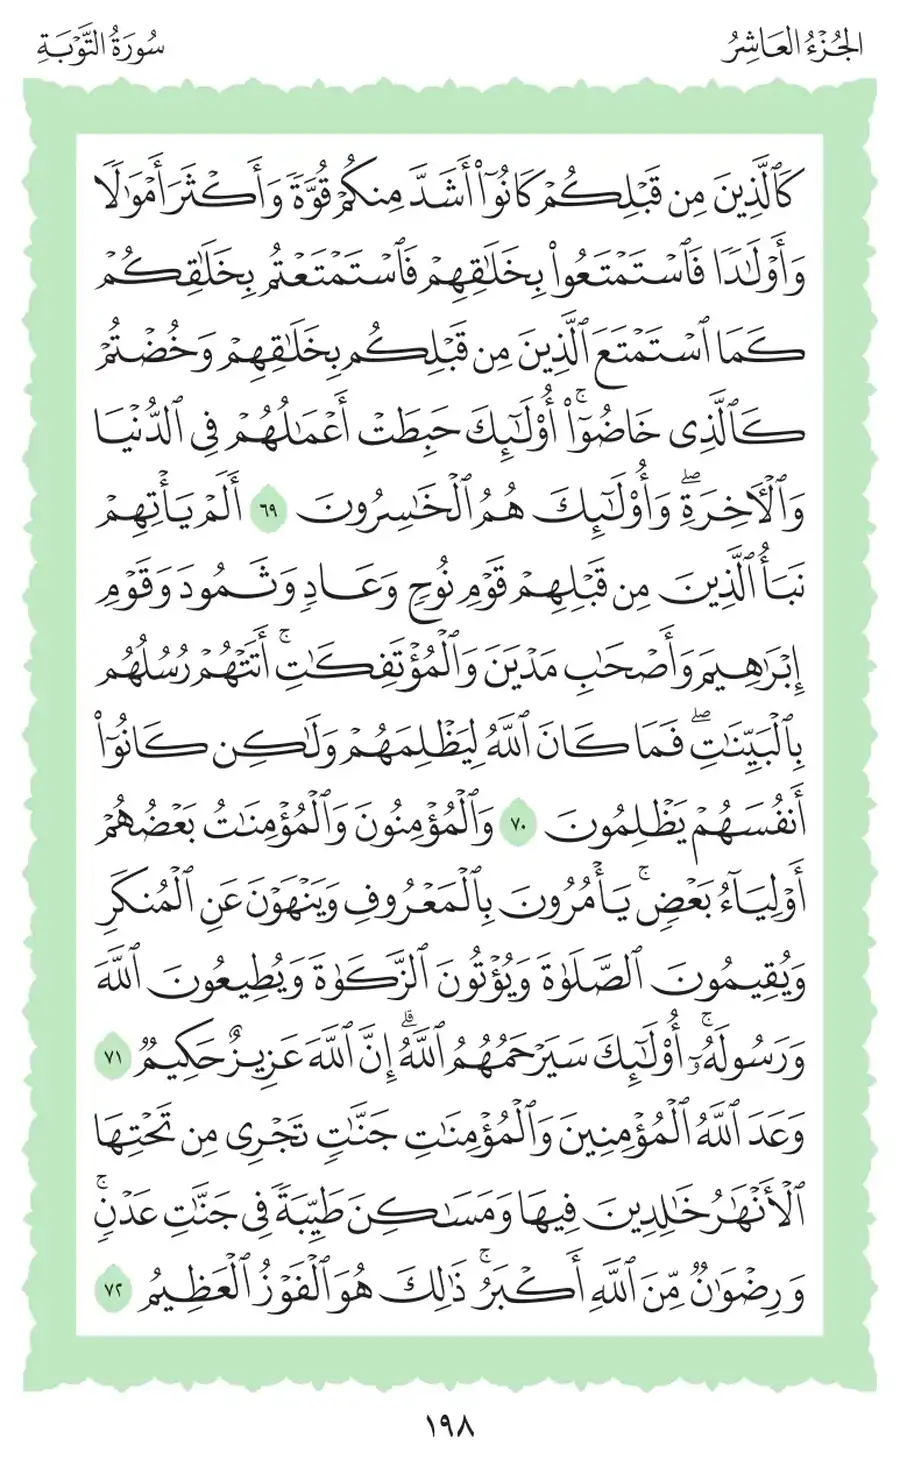 الجُزْءُ العَاشِرُ
سُورَةُ التَّوْبَةِ
كَٱلَّذِينَ مِن قَبْلِكُمْ كَانُوٓاْ أَشَدَّ مِنكُمْ قُوَّةً وَأَكْثَرَ أَمْوَٰلًا
وَأَوْلَٰدًا فَٱسْتَمْتَعُواْ بِخَلَٰقِهِمْ فَٱسْتَمْتَعْتُم بِخَلَٰقِكُمْ
كَمَا ٱسْتَمْتَعَ ٱلَّذِينَ مِن قَبْلِكُم بِخَلَٰقِهِمْ وَخُضْتُمْ
كَٱلَّذِى خَاضُوٓاْۚ أُوْلَٰٓئِكَ حَبِطَتْ أَعْمَٰلُهُمْ فِى ٱلدُّنْيَا
وَٱلْأَخِرَةِۖ وَأُوْلَٰٓئِكَ هُمُ ٱلْخَٰسِرُونَ ٦٩ أَلَمْ يَأْتِهِمْ
نَبَأُ ٱلَّذِينَ مِن قَبْلِهِمْ قَوْمِ نُوحٍ وَعَادٍ وَثَمُودَ وَقَوْمِ
إِبْرَٰهِيمَ وَأَصْحَٰبِ مَدْيَنَ وَٱلْمُؤْتَفِكَٰتِۚ أَتَتْهُمْ رُسُلُهُم
بِٱلْبَيِّنَٰتِۖ فَمَا كَانَ ٱللَّهُ لِيَظْلِمَهُمْ وَلَٰكِن كَانُوٓاْ
أَنفُسَهُمْ يَظْلِمُونَ ٧٠ وَٱلْمُؤْمِنُونَ وَٱلْمُؤْمِنَٰتُ بَعْضُهُمْ
أَوْلِيَآءُ بَعْضٍۚ يَأْمُرُونَ بِٱلْمَعْرُوفِ وَيَنْهَوْنَ عَنِ ٱلْمُنكَرِ
وَيُقِيمُونَ ٱلصَّلَوٰةَ وَيُؤْتُونَ ٱلزَّكَوٰةَ وَيُطِيعُونَ ٱللَّهَ
وَرَسُولَهُۥٓۚ أُوْلَٰٓئِكَ سَيَرْحَمُهُمُ ٱللَّهُۗ إِنَّ ٱللَّهَ عَزِيزٌ حَكِيمٌ ٧١
وَعَدَ ٱللَّهُ ٱلْمُؤْمِنِينَ وَٱلْمُؤْمِنَٰتِ جَنَّٰتٍ تَجْرِى مِن تَحْتِهَا
ٱلْأَنْهَٰرُ خَٰلِدِينَ فِيهَا وَمَسَٰكِنَ طَيِّبَةً فِى جَنَّٰتِ عَدْنٍۚ
وَرِضْوَٰنٌ مِّنَ ٱللَّهِ أَكْبَرُۚ ذَٰلِكَ هُوَ ٱلْفَوْزُ ٱلْعَظِيمُ ٧٢
١٩٨